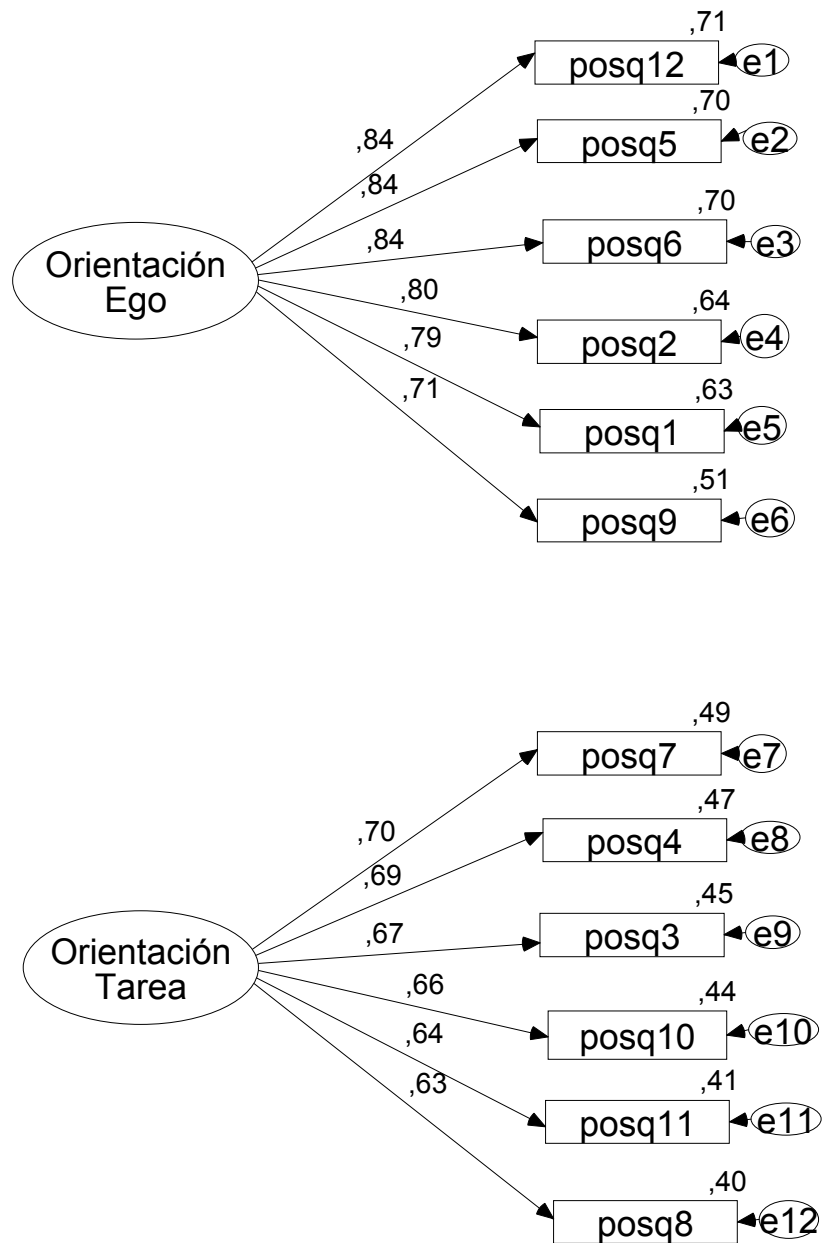 ,71
posq12
e1
,84
,70
posq5
e2
,84
,70
posq6
e3
,84
Orientación
Ego
,80
,64
posq2
e4
,79
,63
posq1
e5
,71
,51
posq9
e6
,49
posq7
e7
,70
,47
posq4
e8
,69
,45
posq3
e9
,67
Orientación
Tarea
,66
,44
posq10
e10
,64
,41
posq11
e11
,63
,40
posq8
e12